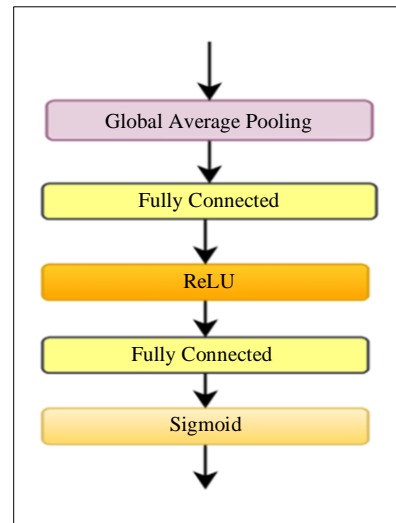 Global Average Pooling
Fully Connected
ReLU
Fully Connected
Sigmoid